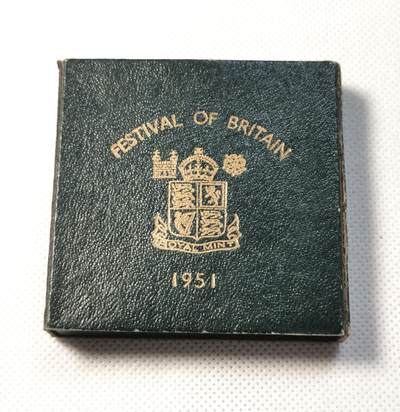 FESTIVAL OF BRITAIN
ROYAL MINT
1951